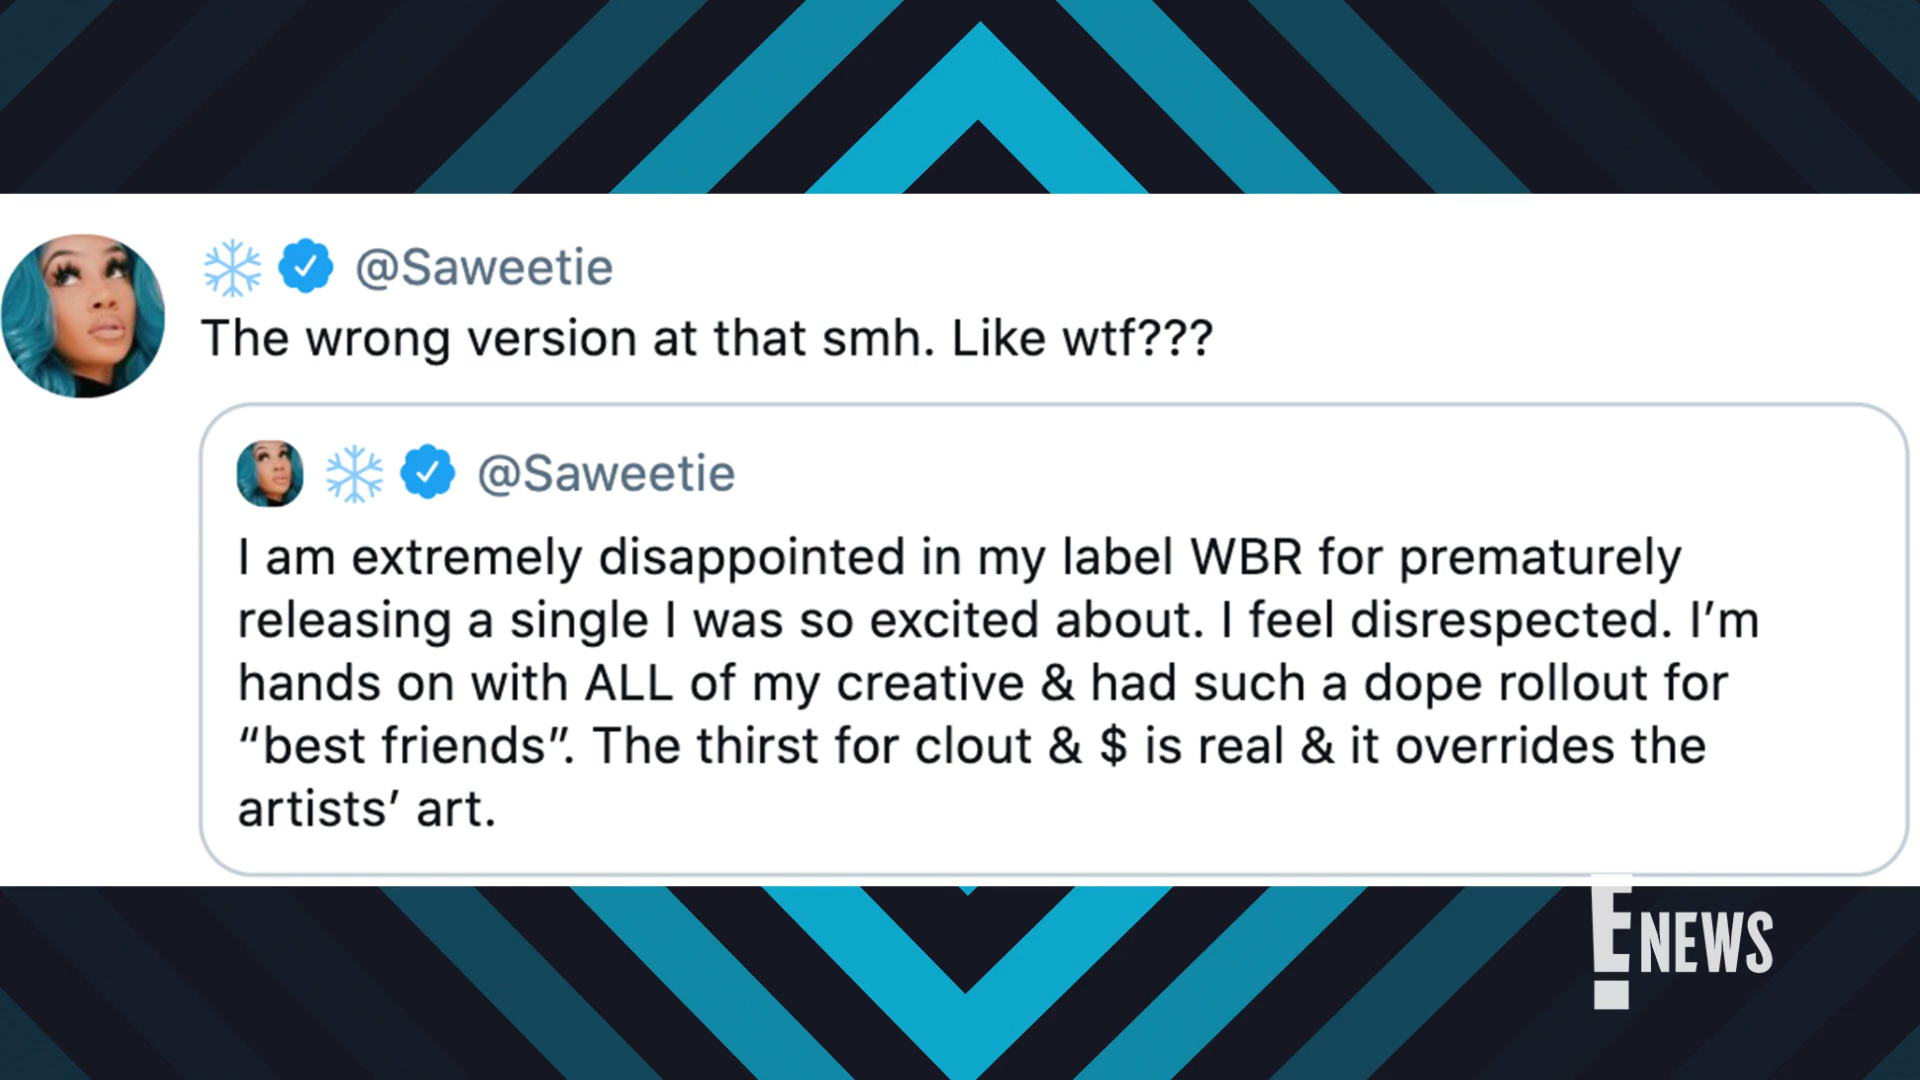 @Saweetie
The wrong version at that smh. Like wtf???
@Saweetie
I am extremely disappointed in my label WBR for prematurely
releasing a single I was so excited about. I feel disrespected. I’m
hands on with ALL of my creative & had such a dope rollout for
“best friends”. The thirst for clout & $ is real & it overrides the
artists’ art.
E! NEWS